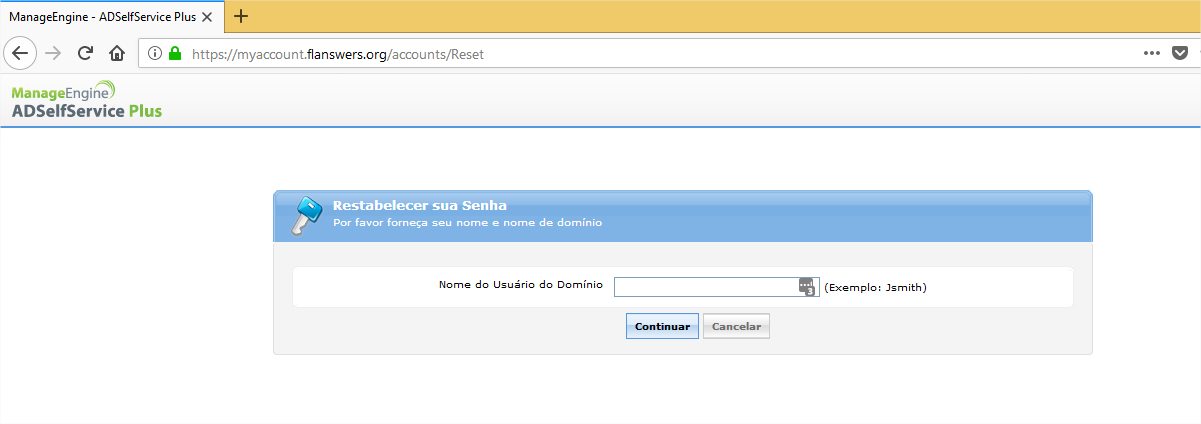 ManageEngine - ADSelfService Plus
https://myaccount.flanswers.org/accounts/Reset
ManageEngine
ADSelfService Plus
Restabelecer sua Senha
Por favor forneça seu nome e nome de domínio
Nome do Usuário do Domínio
3
(Exemplo: Jsmith)
Continuar
Cancelar